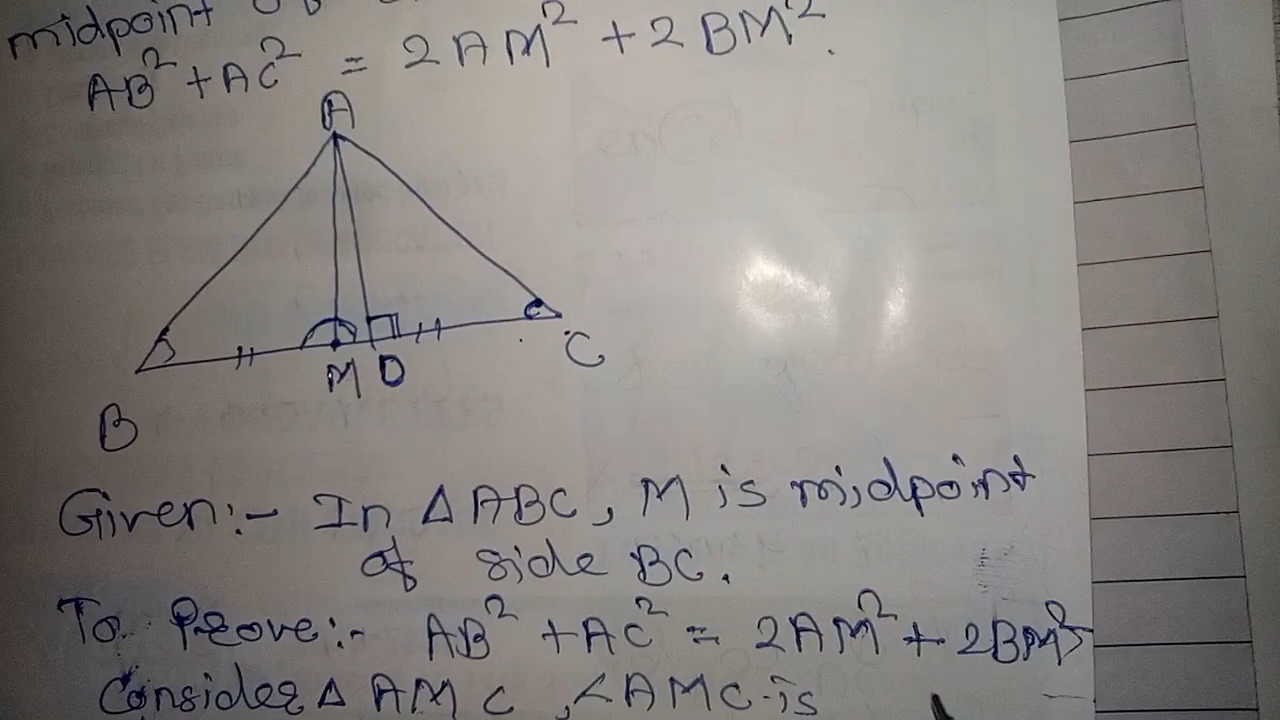 midpoint
AB² + AC² = 2AM² + 2BM².
A
M D
C
B
Given:- In △ABC, M is midpoint
of side BC.
To Prove:- AB² + AC² = 2AM² + 2BM²
Consider △ AMC, ∠AMC is